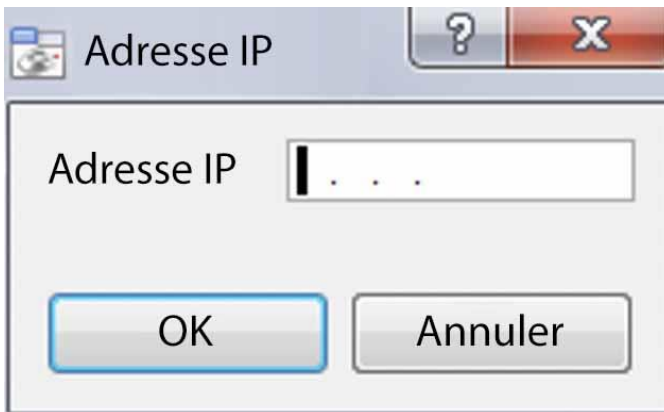 Adresse IP
Adresse IP . . .
OK Annuler